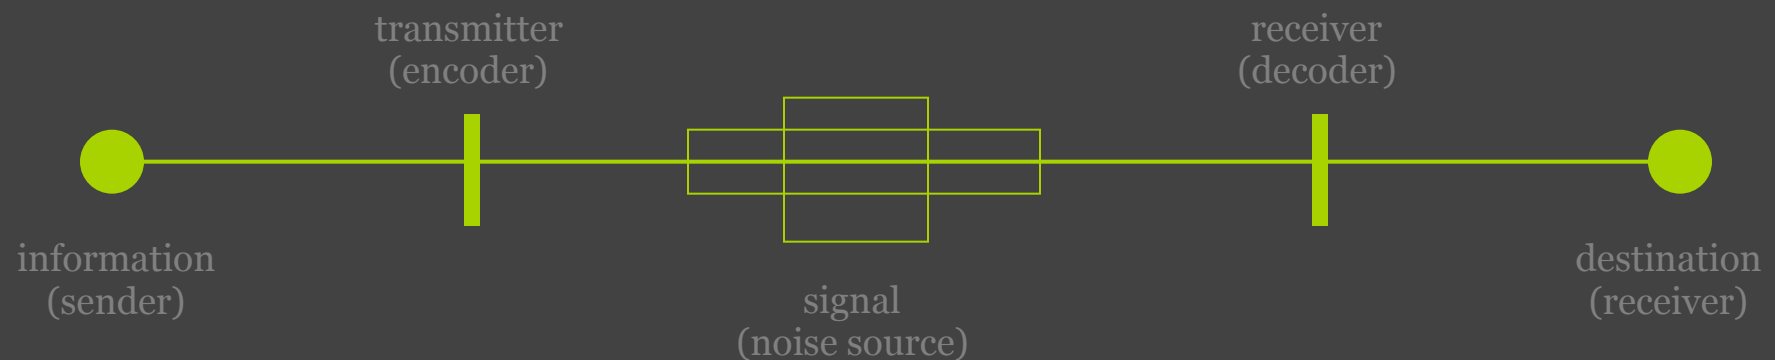 transmitter
(encoder)
receiver
(decoder)
information
(sender)
signal
(noise source)
destination
(receiver)